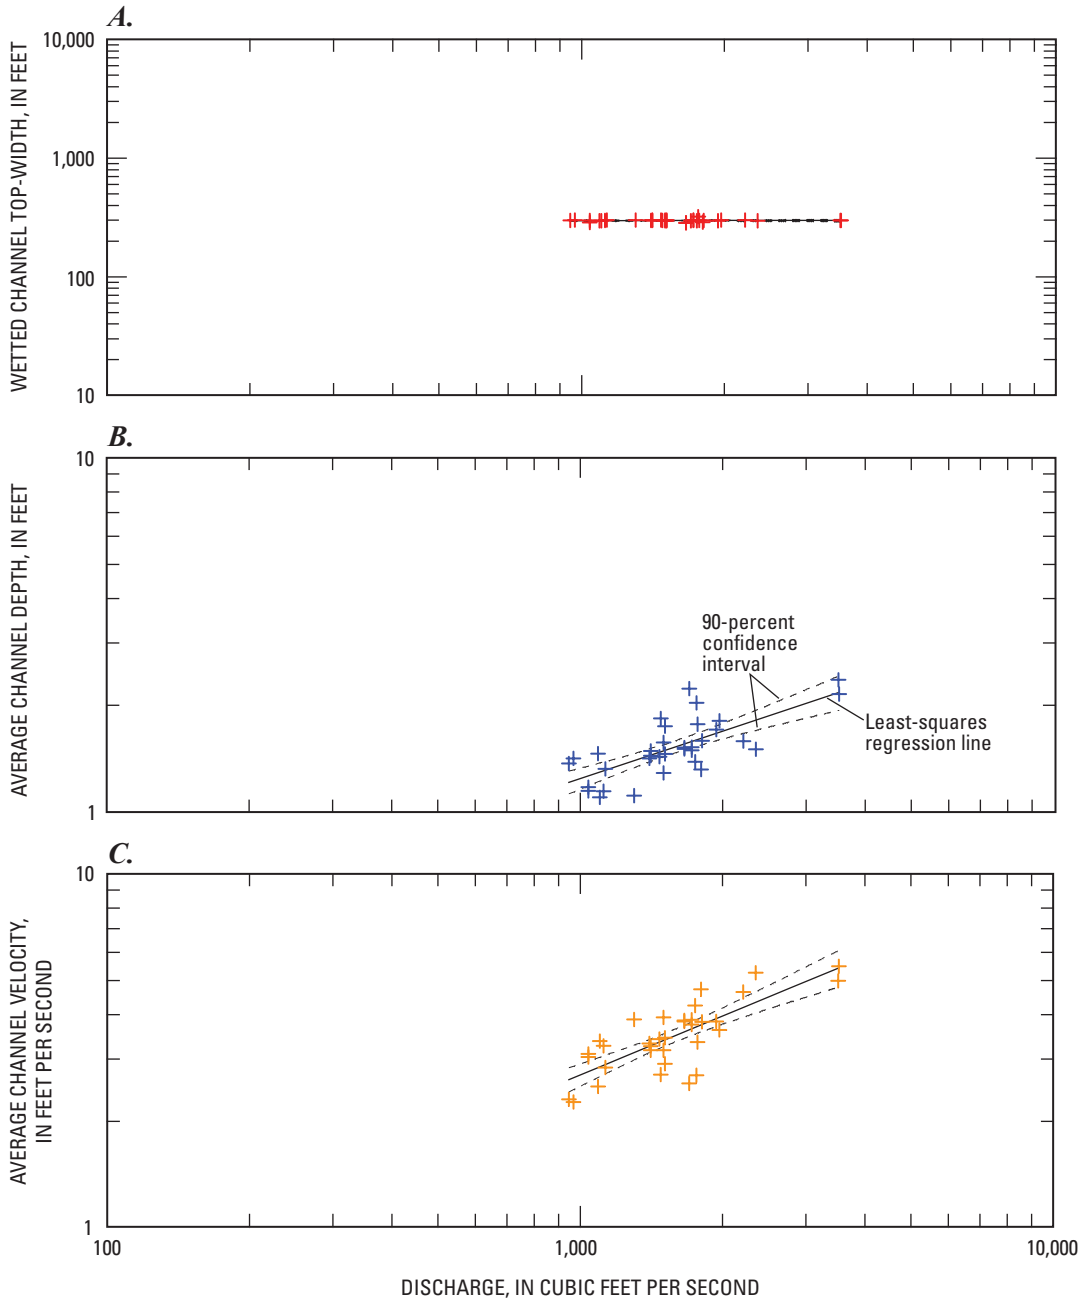 A.
WETTED CHANNEL TOP-WIDTH, IN FEET
10,000
1,000
100
10
B.
AVERAGE CHANNEL DEPTH, IN FEET
10
1
90-percent
confidence
interval
Least-squares
regression line
C.
AVERAGE CHANNEL VELOCITY,
IN FEET PER SECOND
10
1
100
1,000
10,000
DISCHARGE, IN CUBIC FEET PER SECOND